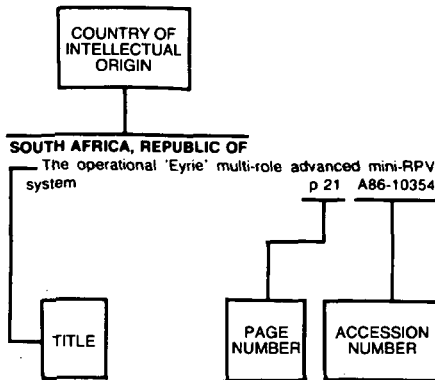 COUNTRY OF
INTELLECTUAL
ORIGIN
SOUTH AFRICA, REPUBLIC OF
The operational 'Eyrie' multi-role advanced mini-RPV
system p 21 A86-10354
TITLE
PAGE
NUMBER
ACCESSION
NUMBER